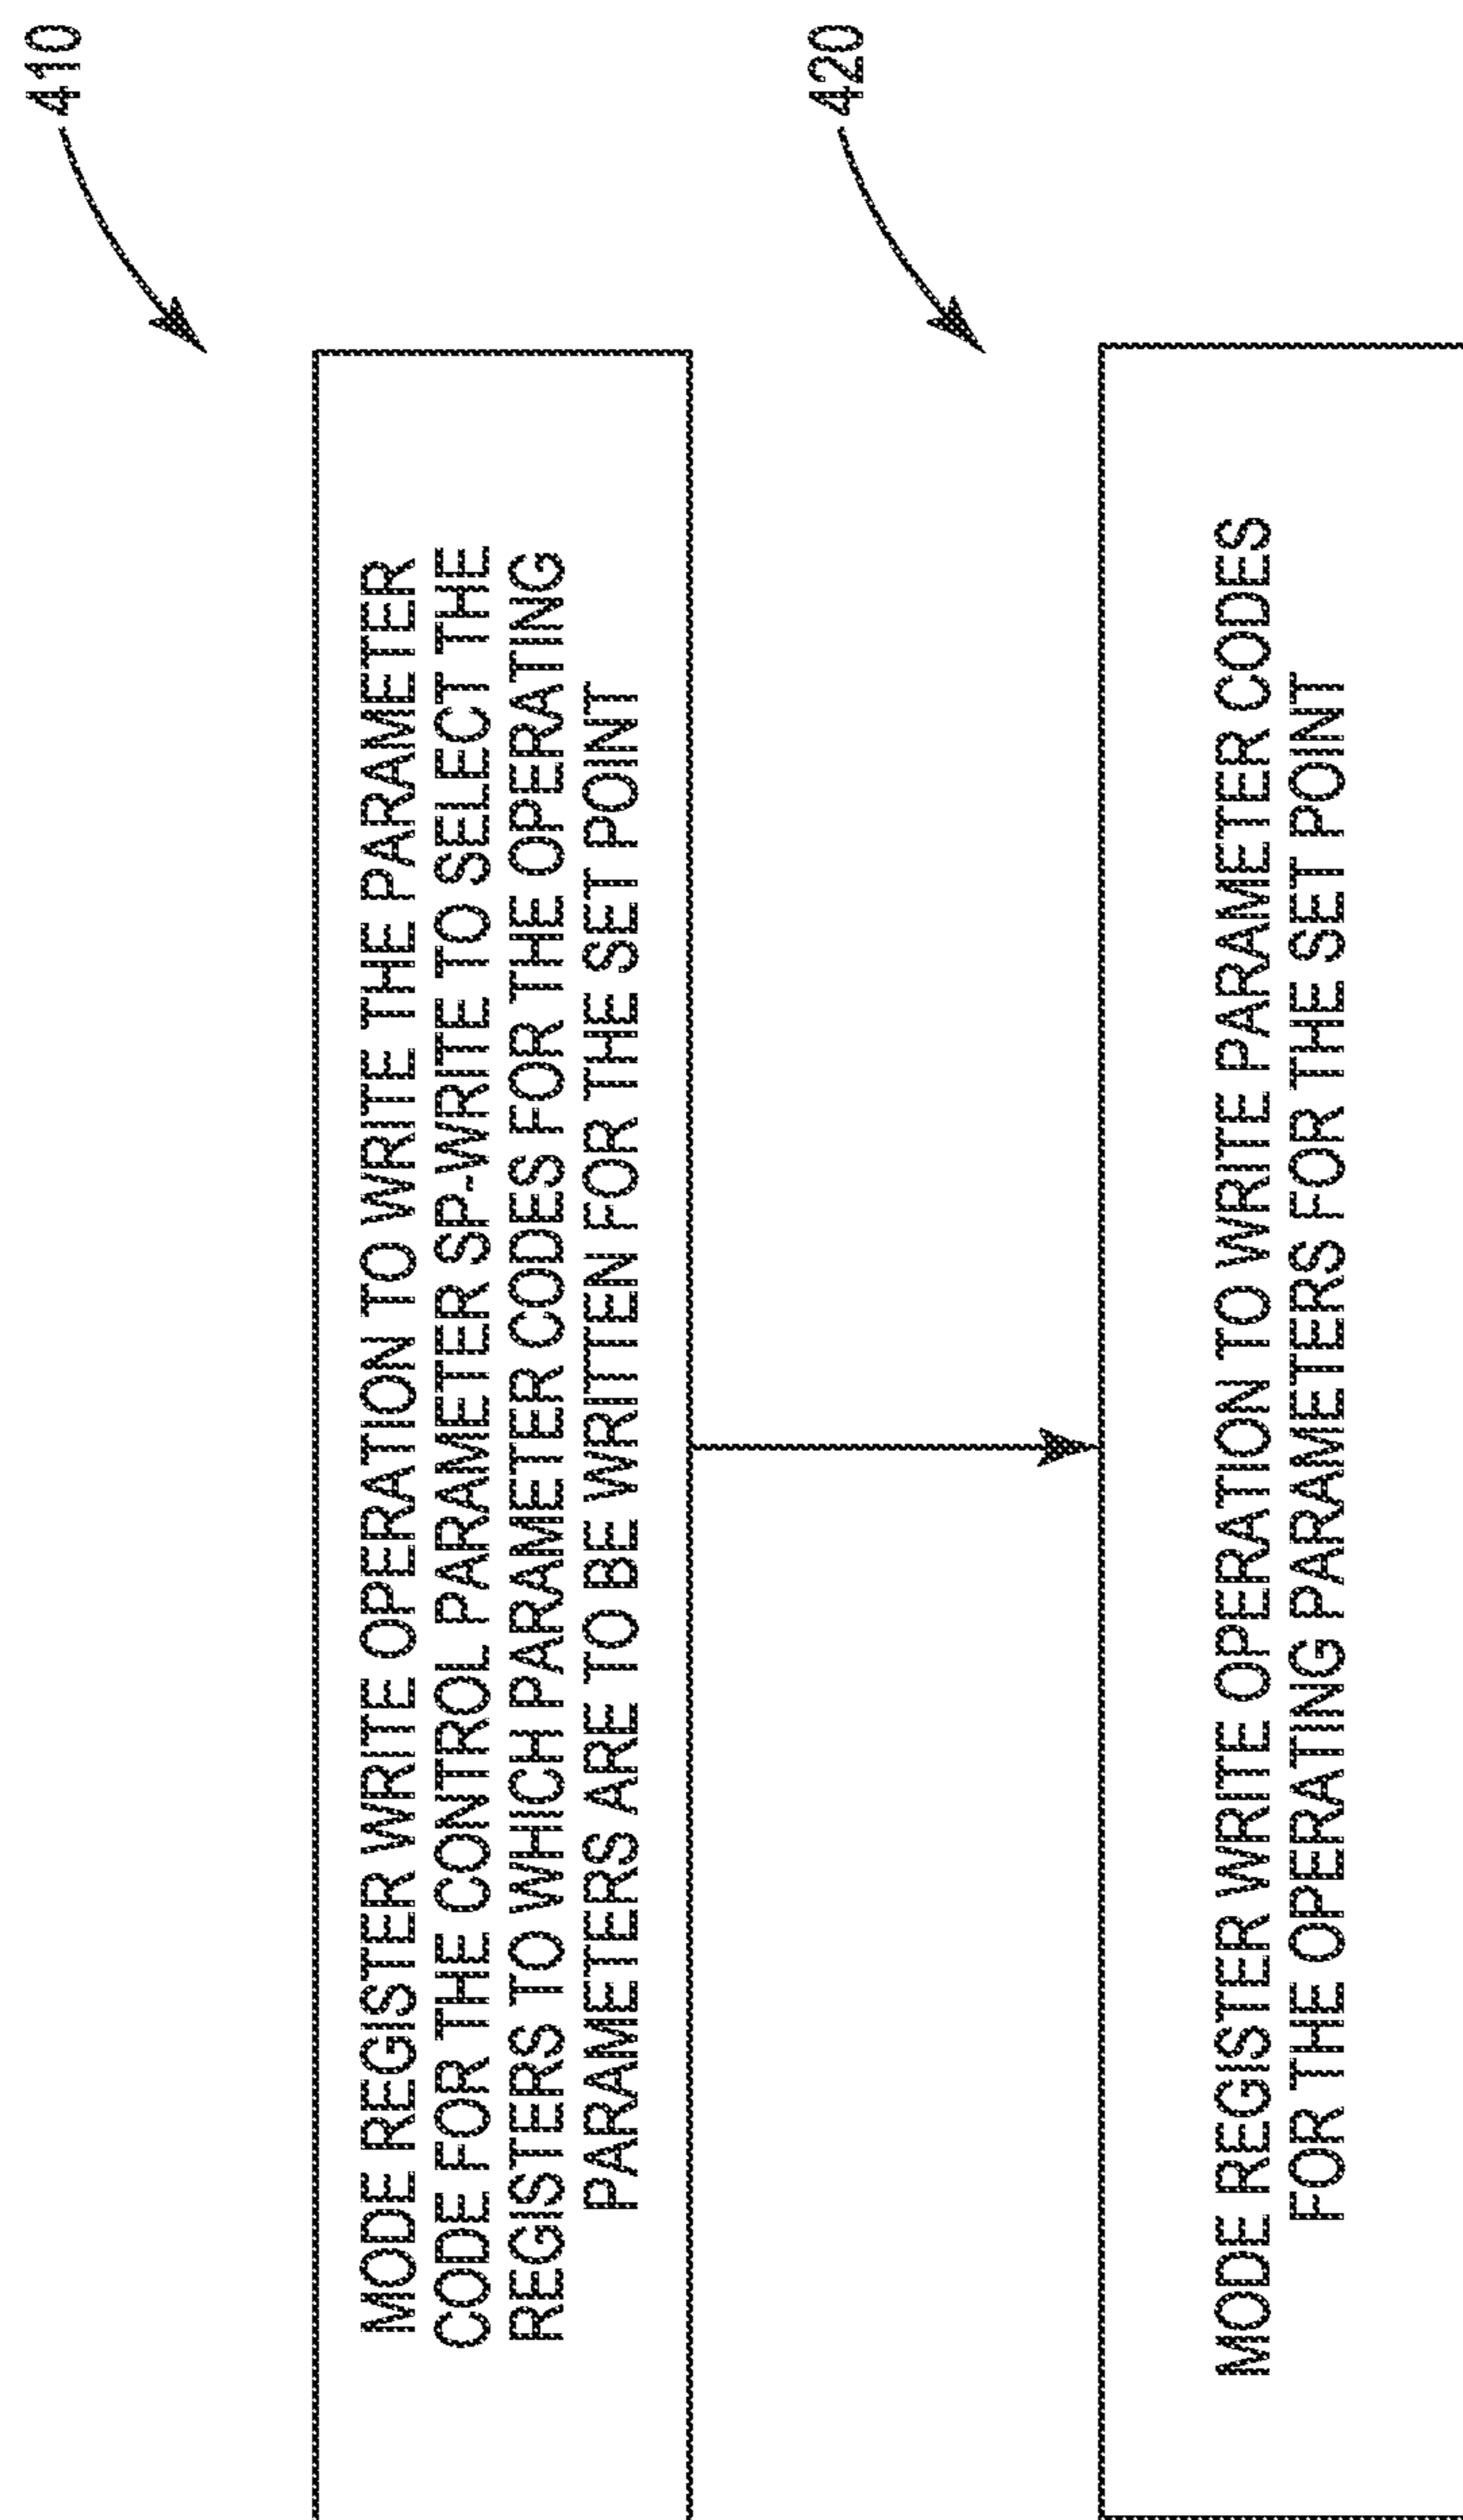 410
MODE REGISTER WRITE OPERATION TO WRITE THE PARAMETER
CODE FOR THE CONTROL PARAMETER SP-WRITE TO SELECT THE
REGISTERS TO WHICH PARAMETER CODES FOR THE OPERATING
PARAMETERS ARE TO BE WRITTEN FOR THE SET POINT
420
MODE REGISTER WRITE OPERATION TO WRITE PARAMETER CODES
FOR THE OPERATING PARAMETERS FOR THE SET POINT